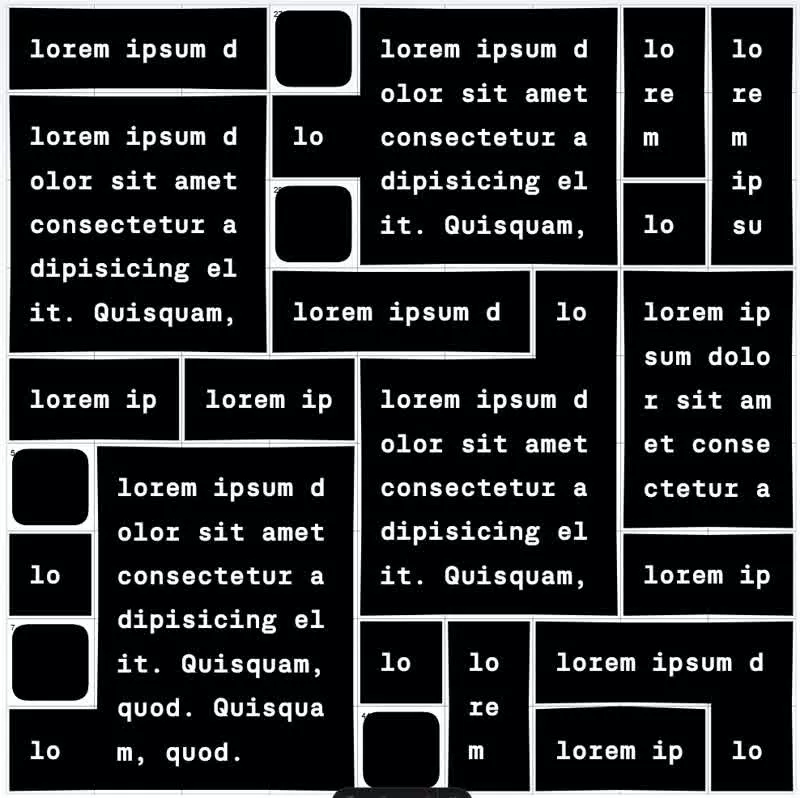 lorem ipsum d
27
lorem ipsum d
olor sit amet
consectetur a
dipisicing el
it. Quisquam,
lo
re
m
lo
re
m
ip
su
lorem ipsum d
olor sit amet
consectetur a
dipisicing el
it. Quisquam,
lo
29
lo
lorem ipsum d
lo
lorem ip
sum dolo
r sit am
et conse
ctetur a
lorem ip
lorem ip
lorem ipsum d
olor sit amet
consectetur a
dipisicing el
it. Quisquam,
5
lorem ipsum d
olor sit amet
consectetur a
dipisicing el
it. Quisquam,
quod. Quisqua
m, quod.
lo
lorem ip
7
lo
lo
re
m
lorem ipsum d
lo
lorem ip
lo